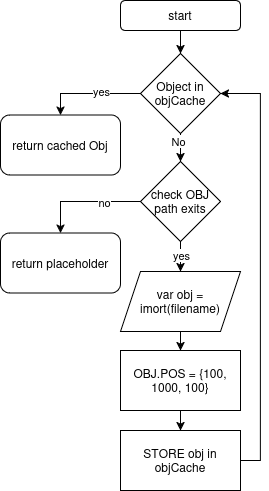 start
Object in
objCache
yes
return cached Obj
No
check OBJ
path exits
no
return placeholder
yes
var obj =
imort(filename)
OBJ.POS = {100,
1000, 100}
STORE obj in
objCache